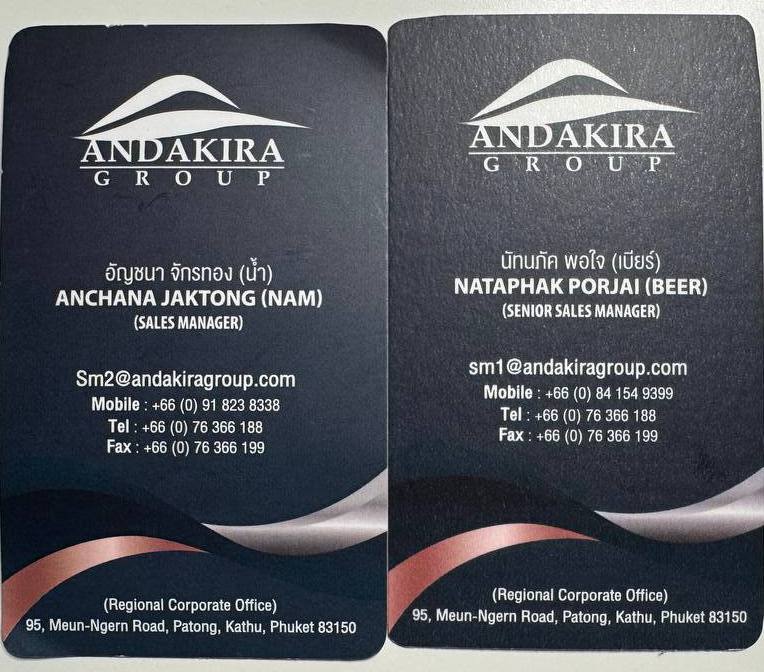 ANDAKIRA
GROUP
อัญชนา จักรทอง (น้ำ)
ANCHANA JAKTONG (NAM)
(SALES MANAGER)
Sm2@andakiragroup.com
Mobile : +66 (0) 91 823 8338
Tel : +66 (0) 76 366 188
Fax : +66 (0) 76 366 199
(Regional Corporate Office)
95, Meun-Ngern Road, Patong, Kathu, Phuket 83150
ANDAKIRA
GROUP
นัทนภัค พอใจ (เบียร์)
NATAPHAK PORJAI (BEER)
(SENIOR SALES MANAGER)
sm1@andakiragroup.com
Mobile : +66 (0) 84 154 9399
Tel : +66 (0) 76 366 188
Fax : +66 (0) 76 366 199
(Regional Corporate Office)
95, Meun-Ngern Road, Patong, Kathu, Phuket 83150